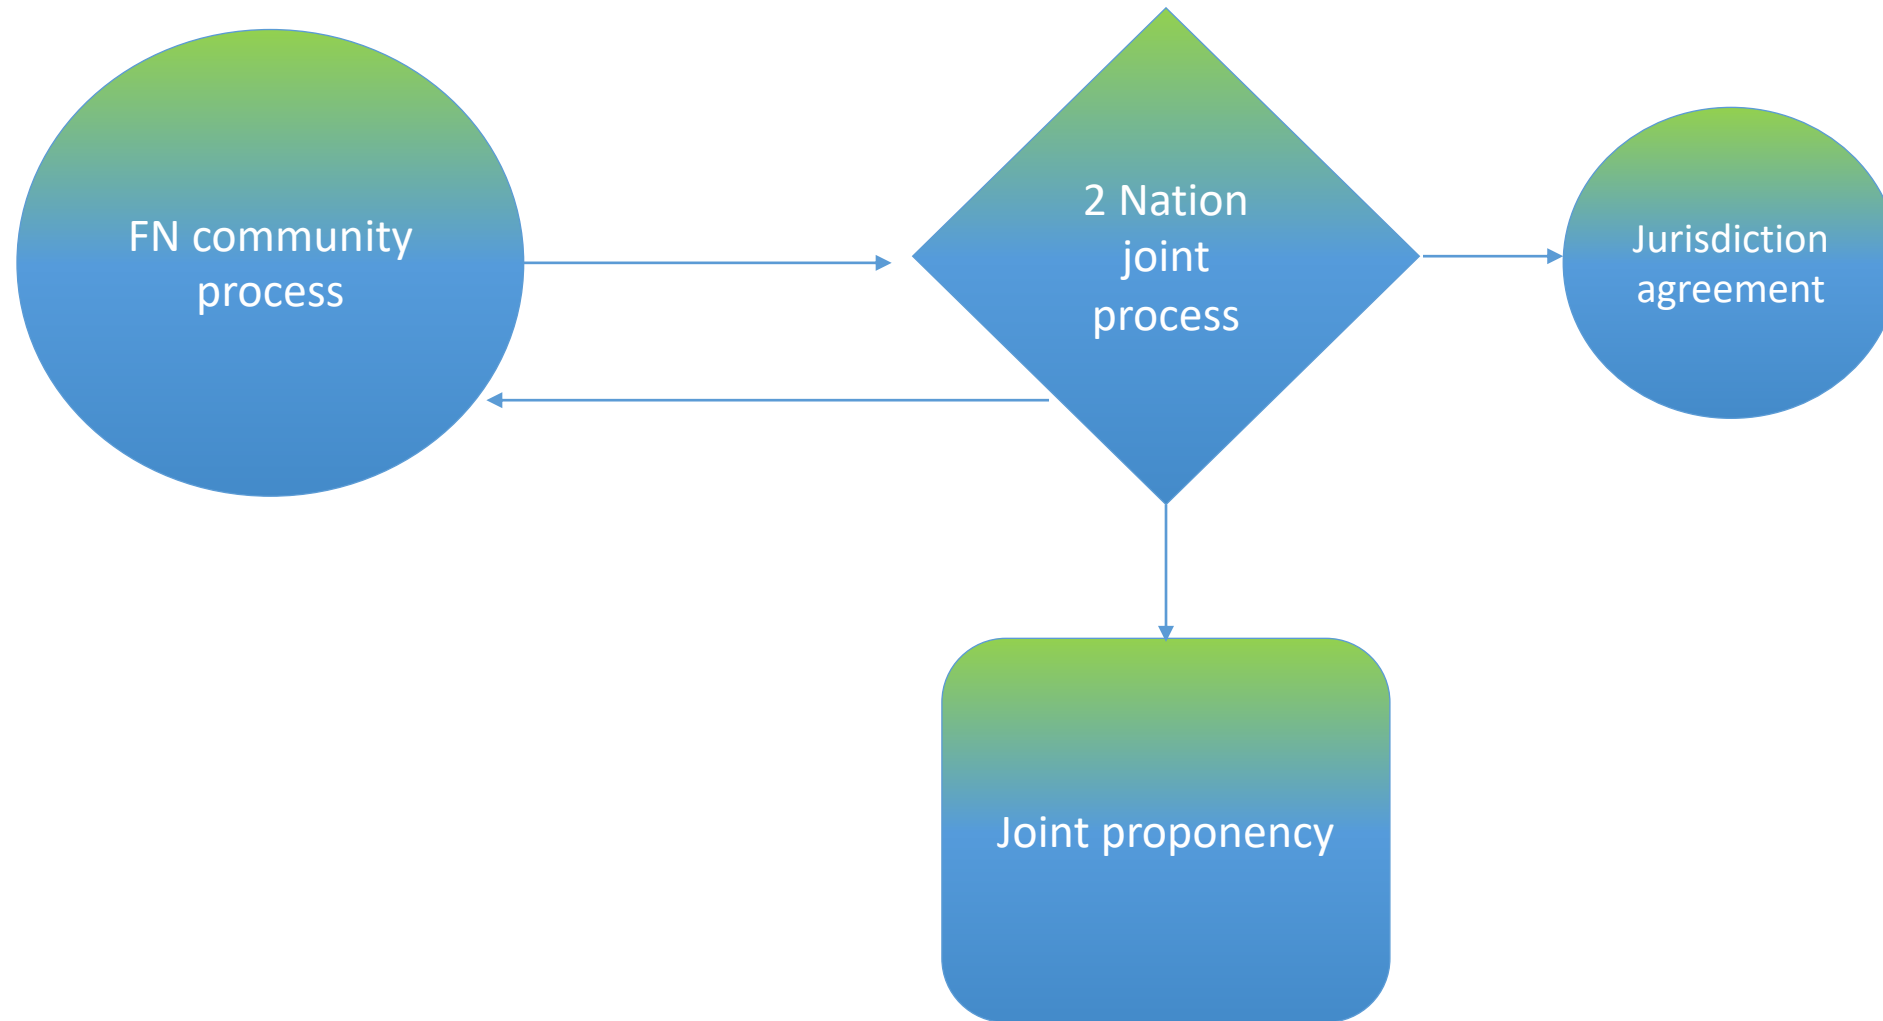 FN community
process
2 Nation
joint
process
Jurisdiction
agreement
Joint proponency